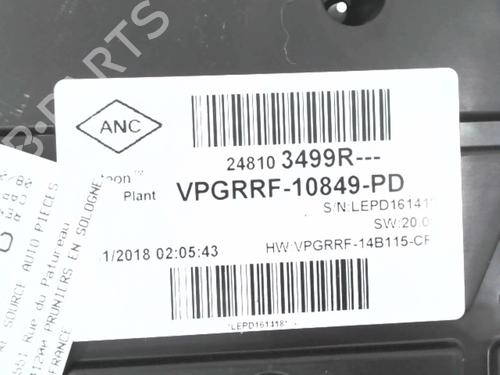 B-PARTS
ANC
24810 3499R---
Plant VPGRRF-10849-PD
S/N:LEPD16141
SW:20.0
1/2018 02:05:43
HW:VPGRRF-14B115-CF
"LEPD161418"
SOURCE AUTO PIECES
551 Rue du Patureau
PRUNIERS EN SOLOGNE
FRANCE